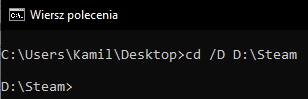 Wiersz polecenia
C:\Users\Kamil\Desktop>cd /D D:\Steam
D:\Steam>